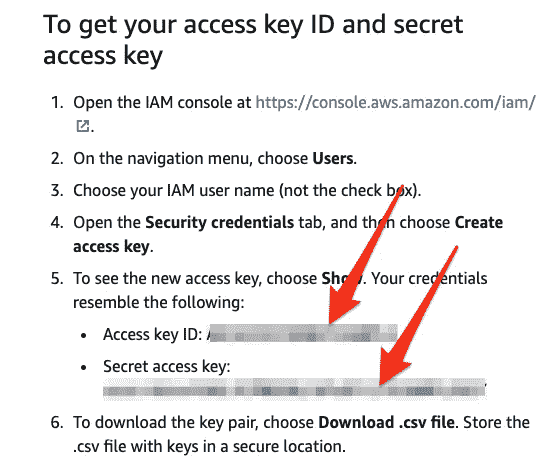 To get your access key ID and secret
access key
1. Open the IAM console at https://console.aws.amazon.com/iam/
.
2. On the navigation menu, choose Users.
3. Choose your IAM user name (not the check box).
4. Open the Security credentials tab, and then choose Create
access key.
5. To see the new access key, choose Show. Your credentials
resemble the following:
• Access key ID:
• Secret access key:
6. To download the key pair, choose Download .csv file. Store the
.csv file with keys in a secure location.